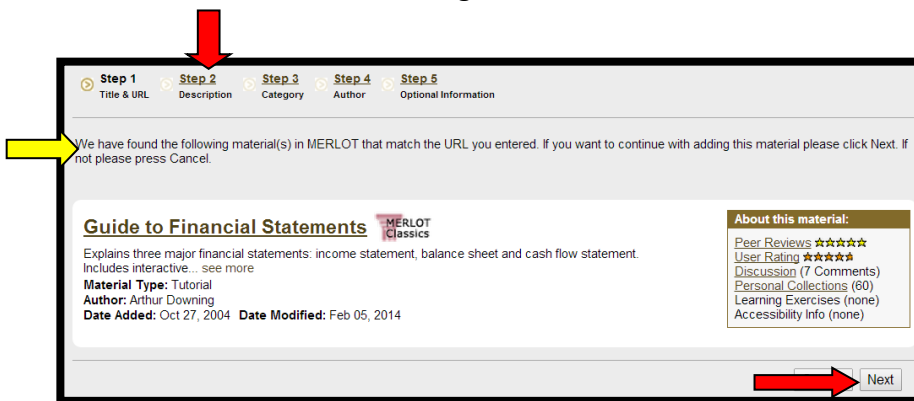 Step 1 Step 2 Step 3 Step 4 Step 5
Title & URL Description Category Author Optional Information
We have found the following material(s) in MERLOT that match the URL you entered. If you want to continue with adding this material please click Next. If
not please press Cancel.
Guide to Financial Statements MERLOT Classics
Explains three major financial statements: income statement, balance sheet and cash flow statement.
Includes interactive... see more
Material Type: Tutorial
Author: Arthur Downing
Date Added: Oct 27, 2004 Date Modified: Feb 05, 2014
About this material:
Peer Reviews
User Rating
Discussion (7 Comments)
Personal Collections (60)
Learning Exercises (none)
Accessibility Info (none)
Next